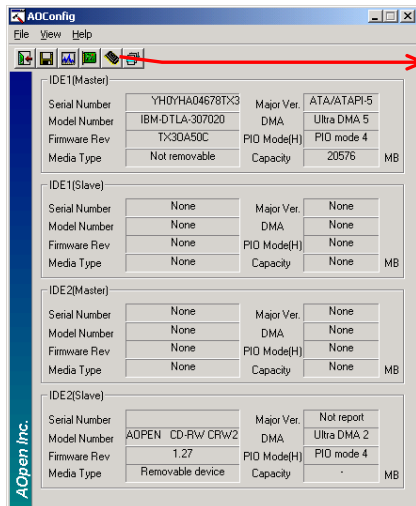 AOConfig
File View Help
IDE1(Master)
Serial Number YH0YHA04678TX3 Major Ver. ATA/ATAPI-5
Model Number IBM-DTLA-307020 DMA Ultra DMA 5
Firmware Rev TX3OA50C PIO Mode(H) PIO mode 4
Media Type Not removable Capacity 20576 MB
IDE1(Slave)
Serial Number None Major Ver. None
Model Number None DMA None
Firmware Rev None PIO Mode(H) None
Media Type None Capacity None MB
IDE2(Master)
Serial Number None Major Ver. None
Model Number None DMA None
Firmware Rev None PIO Mode(H) None
Media Type None Capacity None MB
IDE2(Slave)
Serial Number Major Ver. Not report
Model Number AOPEN CD-RW CRW2 DMA Ultra DMA 2
Firmware Rev 1.27 PIO Mode(H) PIO mode 4
Media Type Removable device Capacity - MB
AOpen Inc.